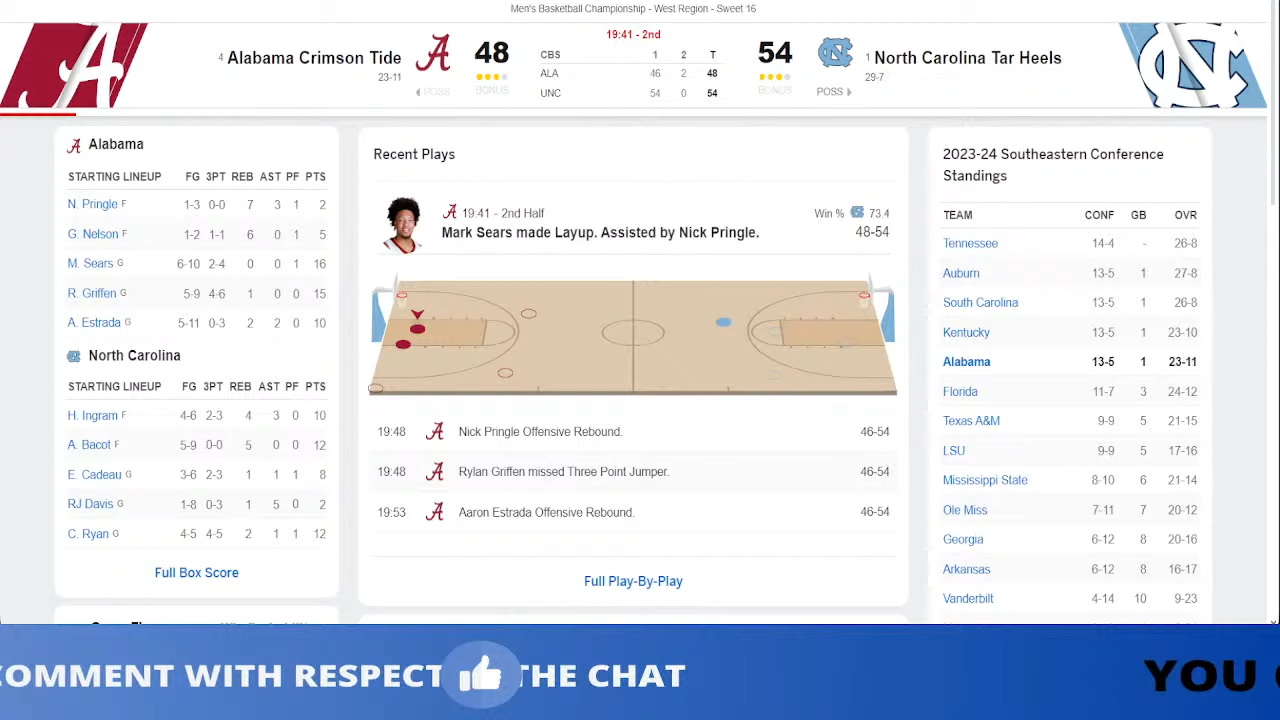 Men's Basketball Championship - West Region - Sweet 16
4 Alabama Crimson Tide
23-11
POSS
48
BONUS
19:41 - 2nd
CBS 1 2 T
ALA 46 2 48
UNC 54 0 54
54
BONUS
POSS
1 North Carolina Tar Heels
29-7
Alabama
STARTING LINEUP FG 3PT REB AST PF PTS
N. Pringle F 1-3 0-0 7 3 1 2
G. Nelson F 1-2 1-1 6 0 1 5
M. Sears G 6-10 2-4 0 0 1 16
R. Griffen G 5-9 4-6 1 0 0 15
A. Estrada G 5-11 0-3 2 2 0 10
North Carolina
STARTING LINEUP FG 3PT REB AST PF PTS
H. Ingram F 4-6 2-3 4 3 0 10
A. Bacot F 5-9 0-0 5 0 0 12
E. Cadeau G 3-6 2-3 1 1 1 8
RJ Davis G 1-8 0-3 1 5 0 2
C. Ryan G 4-5 4-5 2 1 1 12
Full Box Score
Recent Plays
19:41 - 2nd Half
Mark Sears made Layup. Assisted by Nick Pringle.
Win % 73.4
48-54
19:48 Nick Pringle Offensive Rebound. 46-54
19:48 Rylan Griffen missed Three Point Jumper. 46-54
19:53 Aaron Estrada Offensive Rebound. 46-54
Full Play-By-Play
2023-24 Southeastern Conference
Standings
TEAM CONF GB OVR
Tennessee 14-4 - 26-8
Auburn 13-5 1 27-8
South Carolina 13-5 1 26-8
Kentucky 13-5 1 23-10
Alabama 13-5 1 23-11
Florida 11-7 3 24-12
Texas A&M 9-9 5 21-15
LSU 9-9 5 17-16
Mississippi State 8-10 6 21-14
Ole Miss 7-11 7 20-12
Georgia 6-12 8 20-16
Arkansas 6-12 8 16-17
Vanderbilt 4-14 10 9-23
COMMENT WITH RESPECT THE CHAT
YOU